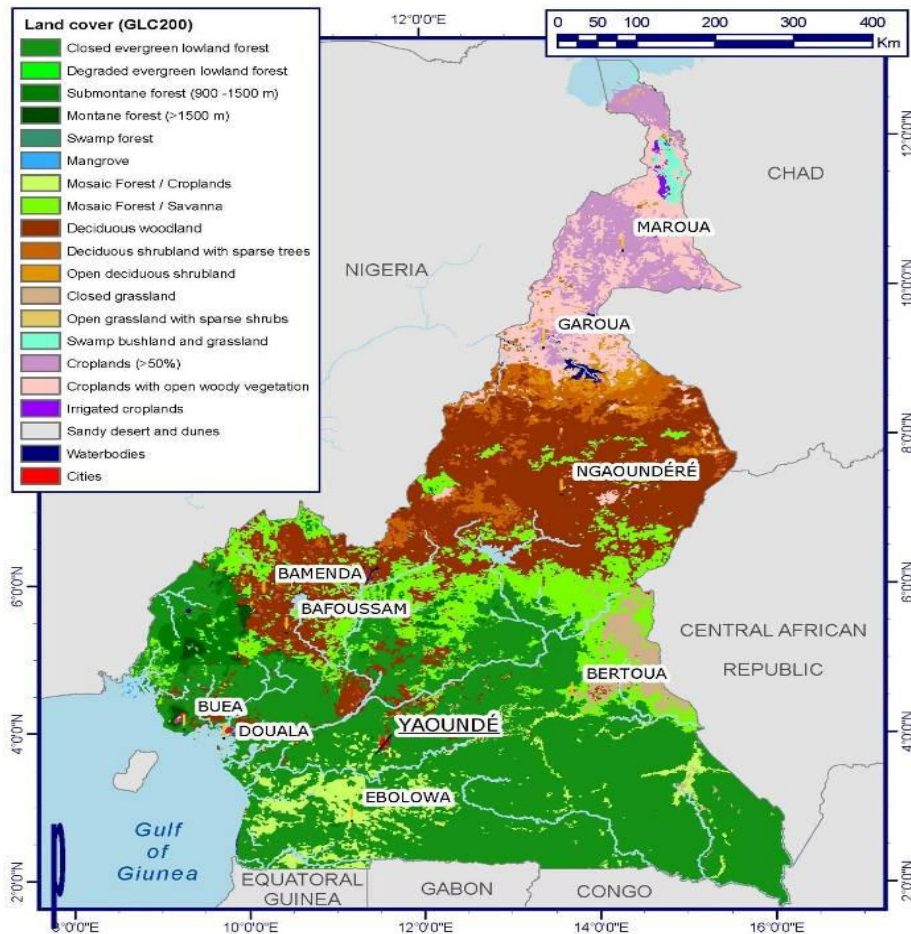 Land cover (GLC200)
Closed evergreen lowland forest
Degraded evergreen lowland forest
Submontane forest (900 -1500 m)
Montane forest (>1500 m)
Swamp forest
Mangrove
Mosaic Forest / Croplands
Mosaic Forest / Savanna
Deciduous woodland
Deciduous shrubland with sparse trees
Open deciduous shrubland
Closed grassland
Open grassland with sparse shrubs
Swamp bushland and grassland
Croplands (>50%)
Croplands with open woody vegetation
Irrigated croplands
Sandy desert and dunes
Waterbodies
Cities
12°0'0"E
0 50 100 200 300 400
Km
12°0'0"N
CHAD
MAROUA
NIGERIA
10°0'0"N
GAROUA
8°0'0"N
NGAOUNDÉRÉ
6°0'0"N
6°0'0"N
BAMENDA
BAFOUSSAM
CENTRAL AFRICAN
REPUBLIC
BERTOUA
BUEA
DOUALA
YAOUNDÉ
4°0'0"N
4°0'0"N
EBOLOWA
Gulf
of
Giunea
2°0'0"N
2°0'0"N
EQUATORAL
GUINEA
GABON
CONGO
8°0'0"E
10°0'0"E
12°0'0"E
14°0'0"E
16°0'0"E